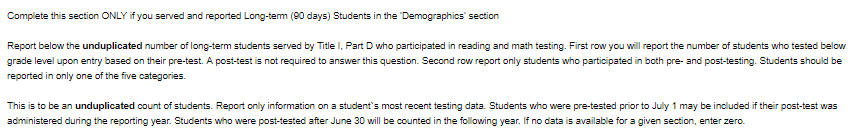 Complete this section ONLY if you served and reported Long-term (90 days) Students in the 'Demographics' section
Report below the unduplicated number of long-term students served by Title I, Part D who participated in reading and math testing. First row you will report the number of students who tested below
grade level upon entry based on their pre-test. A post-test is not required to answer this question. Second row report only students who participated in both pre- and post-testing. Students should be
reported in only one of the five categories.
This is to be an unduplicated count of students. Report only information on a student`s most recent testing data. Students who were pre-tested prior to July 1 may be included if their post-test was
administered during the reporting year. Students who were post-tested after June 30 will be counted in the following year. If no data is available for a given section, enter zero.